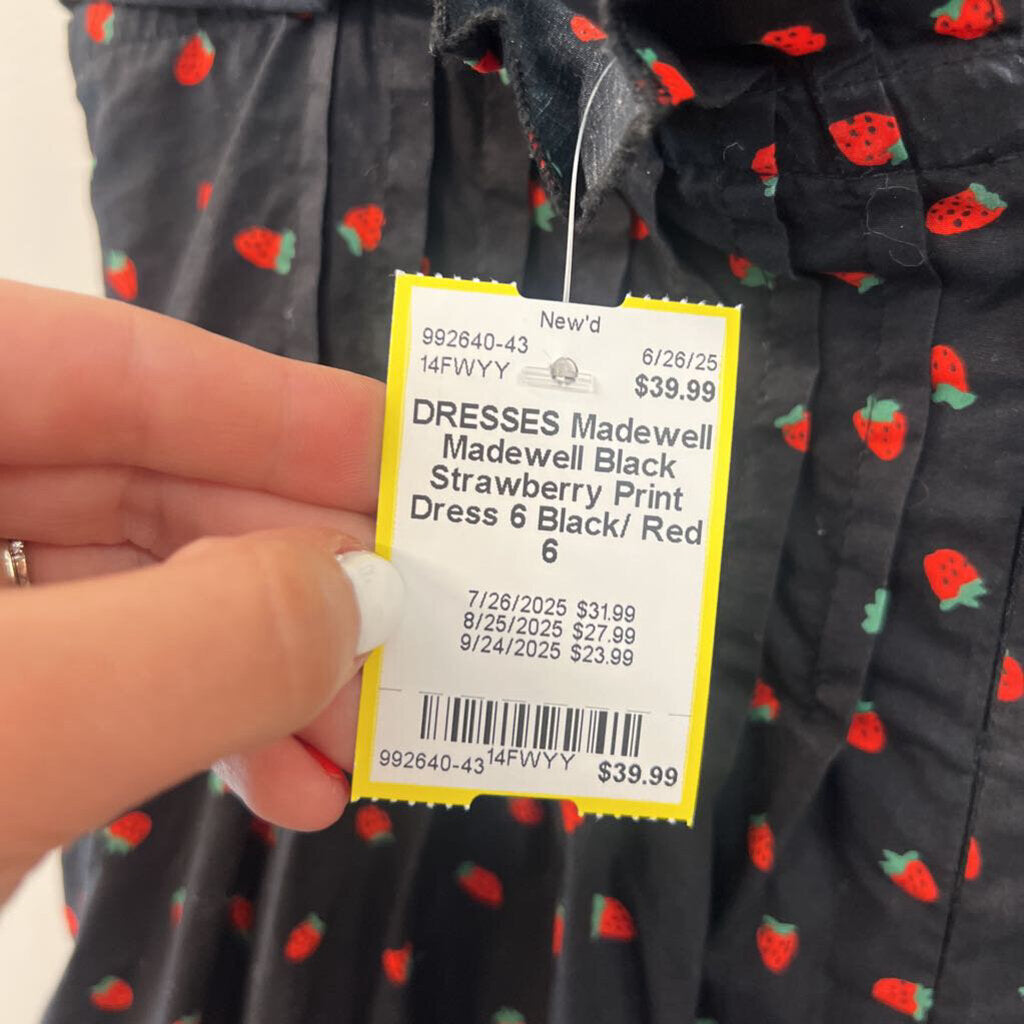 New'd
992640-43
14FWYY
6/26/25
$39.99
DRESSES Madewell
Madewell Black
Strawberry Print
Dress 6 Black/ Red
6
7/26/2025 $31.99
8/25/2025 $27.99
9/24/2025 $23.99
992640-43 14FWYY $39.99